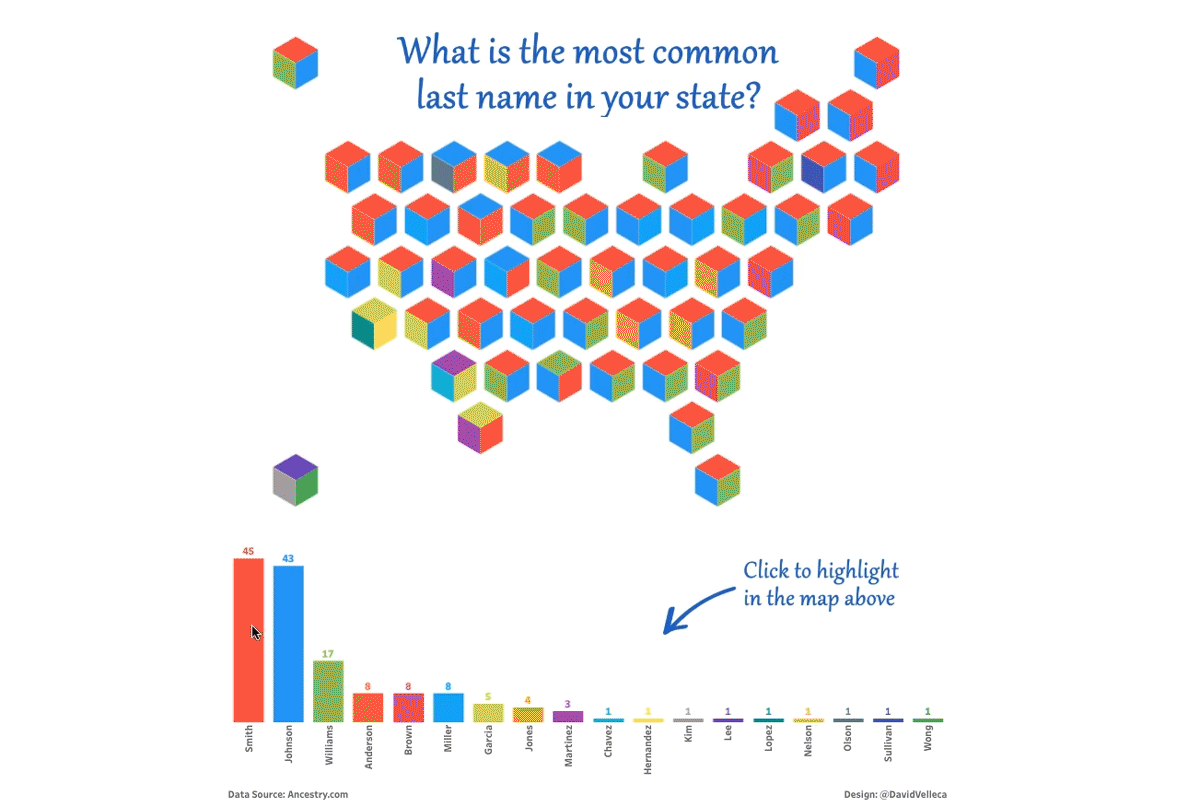 What is the most common
last name in your state?
45
43
17
8
8
8
5
4
3
1
1
1
1
1
1
1
1
1
Click to highlight
in the map above
Smith
Johnson
Williams
Anderson
Brown
Miller
Garcia
Jones
Martinez
Chavez
Hernandez
Kim
Lee
Lopez
Nelson
Olson
Sullivan
Wong
Data Source: Ancestry.com
Design: @DavidVelleca